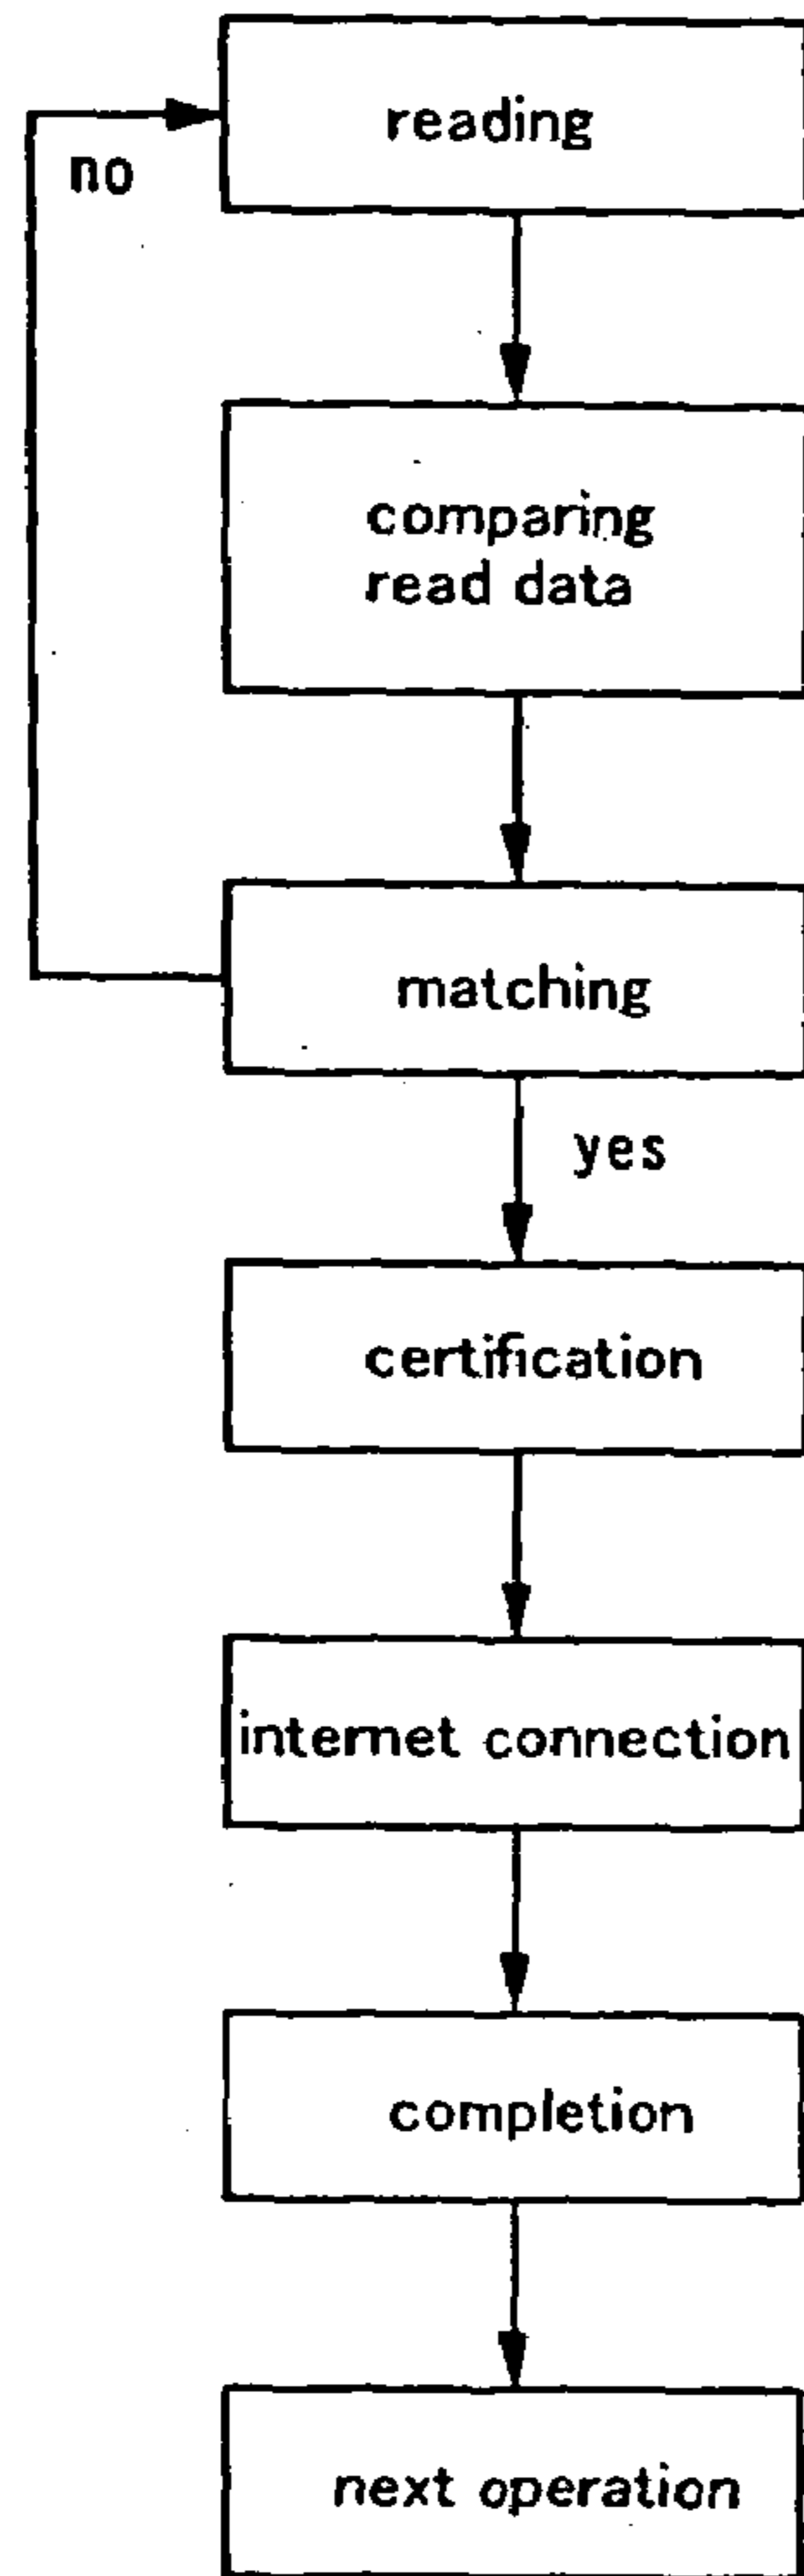 reading
no
comparing
read data
matching
yes
certification
internet connection
completion
next operation